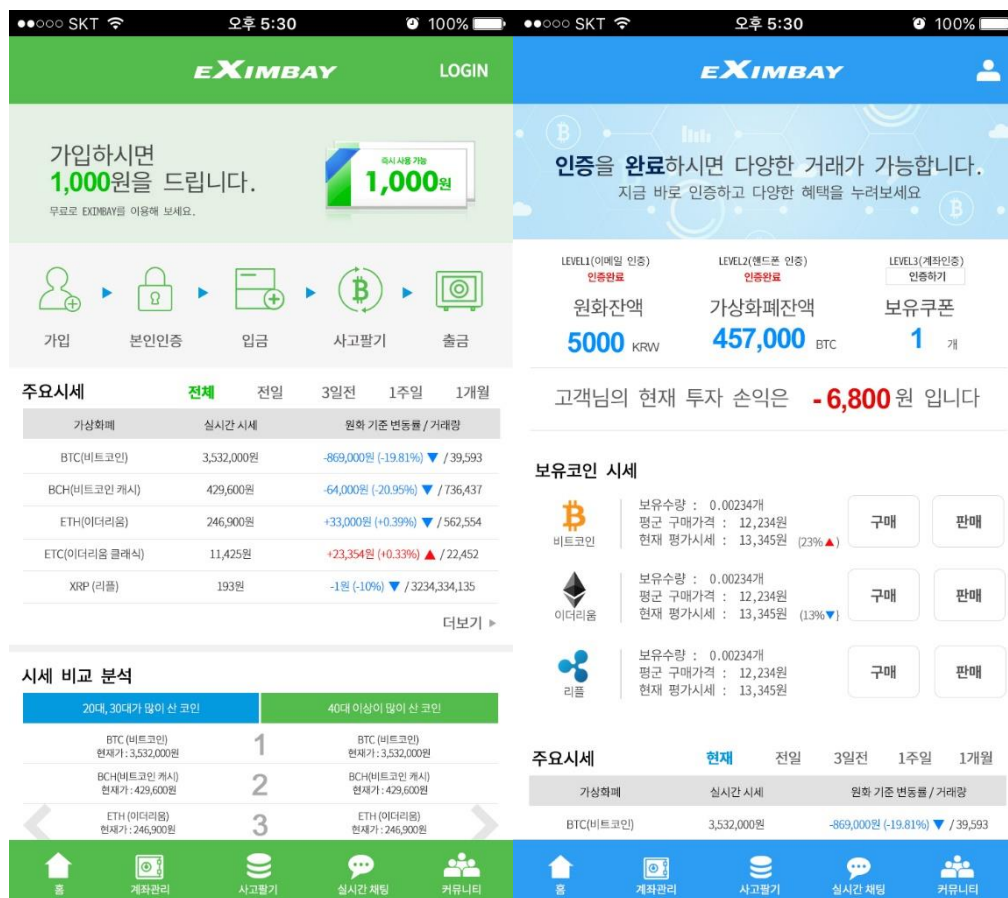 ●●○○○ SKT 오후 5:30 100%
EXIMBAY LOGIN
가입하시면
1,000원을 드립니다.
무료로 EXIMBAY를 이용해 보세요.
즉시 사용 가능
1,000원
가입 본인인증 입금 사고팔기 출금
주요시세 전체 전일 3일전 1주일 1개월
가상화폐 실시간 시세 원화 기준 변동률 / 거래량
BTC(비트코인) 3,532,000원 -869,000원 (-19.81%) ▼ / 39,593
BCH(비트코인 캐시) 429,600원 -64,000원 (-20.95%) ▼ / 736,437
ETH(이더리움) 246,900원 +33,000원 (+0.39%) ▼ / 562,554
ETC(이더리움 클래식) 11,425원 +23,354원 (+0.33%) ▲ / 22,452
XRP (리플) 193원 -1원 (-10%) ▼ / 3234,334,135
더보기 ▶
시세 비교 분석
20대, 30대가 많이 산 코인 40대 이상이 많이 산 코인
BTC (비트코인) 1 BTC (비트코인)
현재가 : 3,532,000원 현재가 : 3,532,000원
BCH(비트코인 캐시) 2 BCH(비트코인 캐시)
현재가 : 429,600원 현재가 : 429,600원
ETH (이더리움) 3 ETH (이더리움)
현재가 : 246,900원 현재가 : 246,900원
홈 계좌관리 사고팔기 실시간 채팅 커뮤니티
●●○○○ SKT 오후 5:30 100%
EXIMBAY
인증을 완료하시면 다양한 거래가 가능합니다.
지금 바로 인증하고 다양한 혜택을 누려보세요
LEVEL1(이메일 인증) LEVEL2(핸드폰 인증) LEVEL3(계좌인증)
인증완료 인증완료 인증하기
원화잔액 가상화폐잔액 보유쿠폰
5000 KRW 457,000 BTC 1 개
고객님의 현재 투자 손익은 - 6,800 원 입니다
보유코인 시세
비트코인
보유수량 : 0.00234개
평균 구매가격 : 12,234원
현재 평가시세 : 13,345원 (23%▲)
구매 판매
이더리움
보유수량 : 0.00234개
평균 구매가격 : 12,234원
현재 평가시세 : 13,345원 (13%▼)
구매 판매
리플
보유수량 : 0.00234개
평균 구매가격 : 12,234원
현재 평가시세 : 13,345원
구매 판매
주요시세 현재 전일 3일전 1주일 1개월
가상화폐 실시간 시세 원화 기준 변동률 / 거래량
BTC(비트코인) 3,532,000원 -869,000원 (-19.81%) ▼ / 39,593
홈 계좌관리 사고팔기 실시간 채팅 커뮤니티